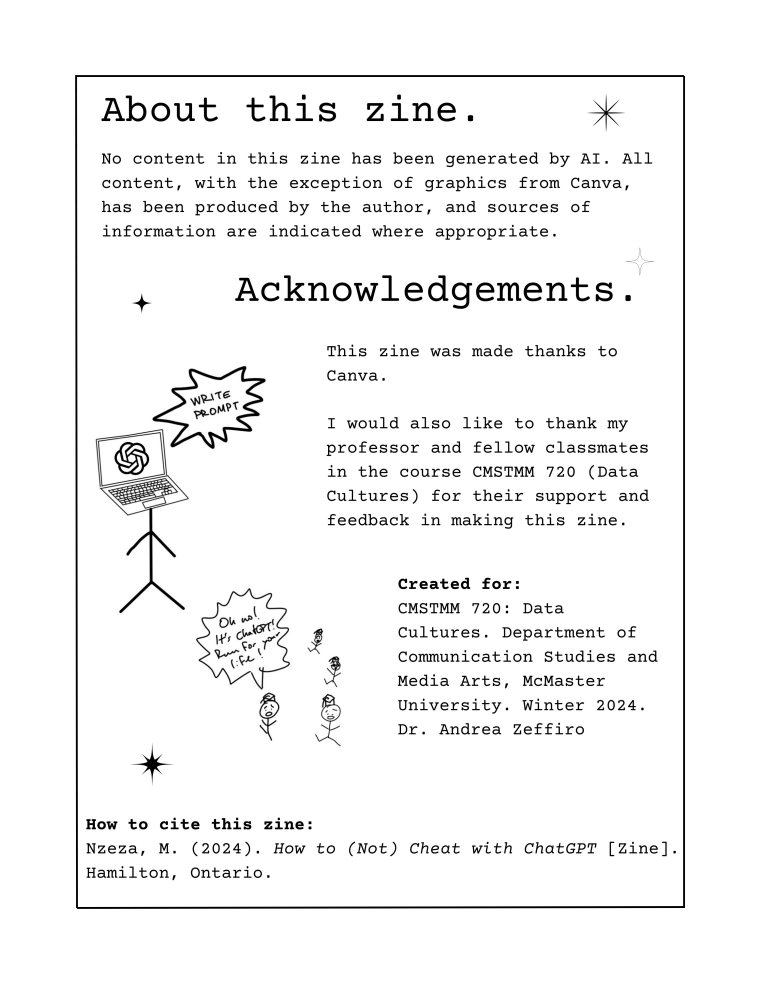 About this zine.
No content in this zine has been generated by AI. All
content, with the exception of graphics from Canva,
has been produced by the author, and sources of
information are indicated where appropriate.
Acknowledgements.
This zine was made thanks to
Canva.
I would also like to thank my
professor and fellow classmates
in the course CMSTMM 720 (Data
Cultures) for their support and
feedback in making this zine.
WRITE
PROMPT
Oh no!
It's ChatGPT!
Run for your
life!
Created for:
CMSTMM 720: Data
Cultures. Department of
Communication Studies and
Media Arts, McMaster
University. Winter 2024.
Dr. Andrea Zeffiro
How to cite this zine:
Nzeza, M. (2024). How to (Not) Cheat with ChatGPT [Zine].
Hamilton, Ontario.